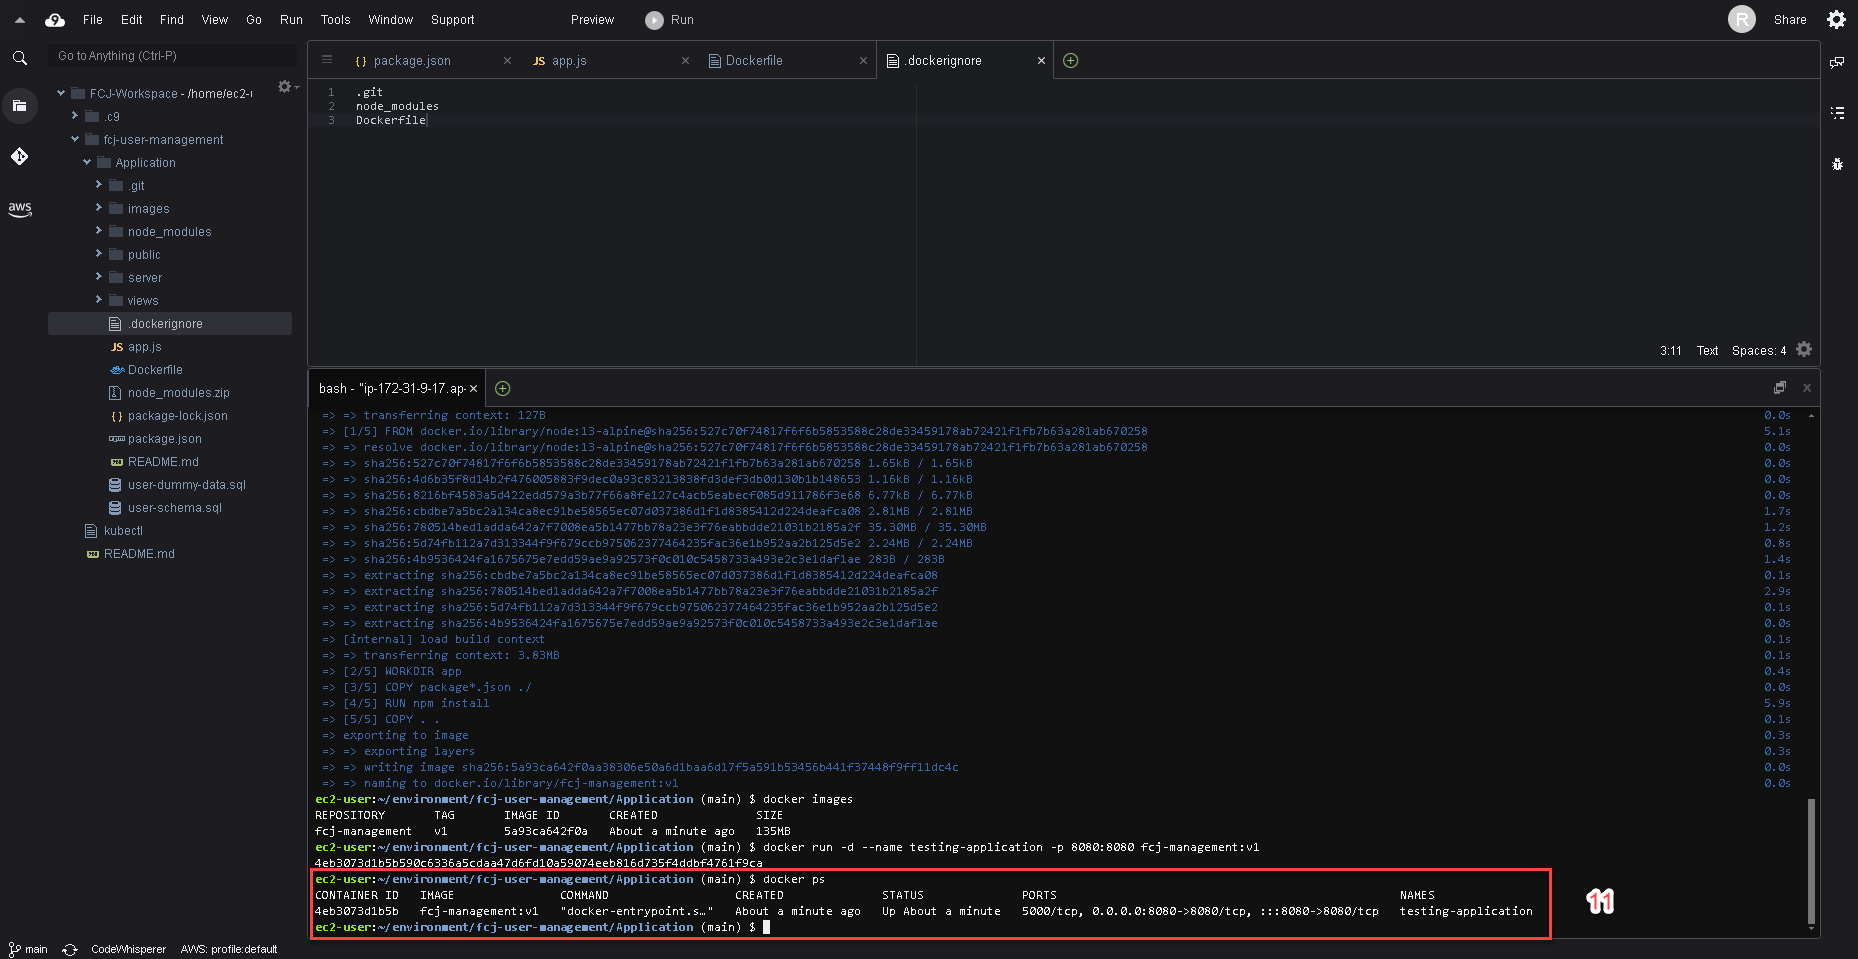 File Edit Find View Go Run Tools Window Support Preview Run R Share
Go to Anything (Ctrl-P)
{ } package.json × JS app.js × Dockerfile × .dockerignore ×
FCJ-Workspace - /home/ec2-u
.c9
fcj-user-management
Application
.git
images
node_modules
public
server
views
.dockerignore
JS app.js
Dockerfile
node_modules.zip
{ } package-lock.json
package.json
README.md
user-dummy-data.sql
user-schema.sql
kubectl
README.md
aws
1 .git
2 node_modules
3 Dockerfile
3:11 Text Spaces: 4
bash - "ip-172-31-9-17.ap- ×
=> => transferring context: 127B 0.0s
=> [1/5] FROM docker.io/library/node:13-alpine@sha256:527c70f74817f6f6b5853588c28de33459178ab72421f1fb7b63a281ab670258 5.1s
=> => resolve docker.io/library/node:13-alpine@sha256:527c70f74817f6f6b5853588c28de33459178ab72421f1fb7b63a281ab670258 0.0s
=> => sha256:527c70f74817f6f6b5853588c28de33459178ab72421f1fb7b63a281ab670258 1.65kB / 1.65kB 0.0s
=> => sha256:4d6b35f8d14b2f476005883f9dec0a93c83213838fd3def3db0d130b1b148653 1.16kB / 1.16kB 0.0s
=> => sha256:8216bf4583a5d422edd579a3b77f66a8fe127c4acb5eabecf085d911786f3e68 6.77kB / 6.77kB 0.0s
=> => sha256:cbdbe7a5bc2a134ca8ec91be58565ec07d037386d1f1d8385412d224deafca08 2.81MB / 2.81MB 1.7s
=> => sha256:780514bed1adda642a7f7008ea5b1477bb78a23e3f76eabbdde21031b2185a2f 35.30MB / 35.30MB 1.2s
=> => sha256:5d74fb112a7d313344f9f679ccb975062377464235fac36e1b952aa2b125d5e2 2.24MB / 2.24MB 0.8s
=> => sha256:4b9536424fa1675675e7edd59ae9a92573f0c010c5458733a493e2c3e1daf1ae 283B / 283B 1.4s
=> => extracting sha256:cbdbe7a5bc2a134ca8ec91be58565ec07d037386d1f1d8385412d224deafca08 0.1s
=> => extracting sha256:780514bed1adda642a7f7008ea5b1477bb78a23e3f76eabbdde21031b2185a2f 2.9s
=> => extracting sha256:5d74fb112a7d313344f9f679ccb975062377464235fac36e1b952aa2b125d5e2 0.1s
=> => extracting sha256:4b9536424fa1675675e7edd59ae9a92573f0c010c5458733a493e2c3e1daf1ae 0.0s
=> [internal] load build context 0.1s
=> => transferring context: 3.83MB 0.1s
=> [2/5] WORKDIR app 0.4s
=> [3/5] COPY package*.json ./ 0.0s
=> [4/5] RUN npm install 5.9s
=> [5/5] COPY . . 0.1s
=> exporting to image 0.3s
=> => exporting layers 0.3s
=> => writing image sha256:5a93ca642f0aa38306e50a6d1baa6d17f5a591b53456b441f37448f9ff11dc4c 0.0s
=> => naming to docker.io/library/fcj-management:v1 0.0s
ec2-user:~/environment/fcj-user-management/Application (main) $ docker images
REPOSITORY TAG IMAGE ID CREATED SIZE
fcj-management v1 5a93ca642f0a About a minute ago 135MB
ec2-user:~/environment/fcj-user-management/Application (main) $ docker run -d --name testing-application -p 8080:8080 fcj-management:v1
4eb3073d1b5b590c6336a5cdaa47d6fd10a59074eeb816d735f4ddbf4761f9ca
ec2-user:~/environment/fcj-user-management/Application (main) $ docker ps
CONTAINER ID IMAGE COMMAND CREATED STATUS PORTS NAMES
4eb3073d1b5b fcj-management:v1 "docker-entrypoint.s…" About a minute ago Up About a minute 5000/tcp, 0.0.0.0:8080->8080/tcp, :::8080->8080/tcp testing-application
ec2-user:~/environment/fcj-user-management/Application (main) $
11
main CodeWhisperer AWS: profile:default